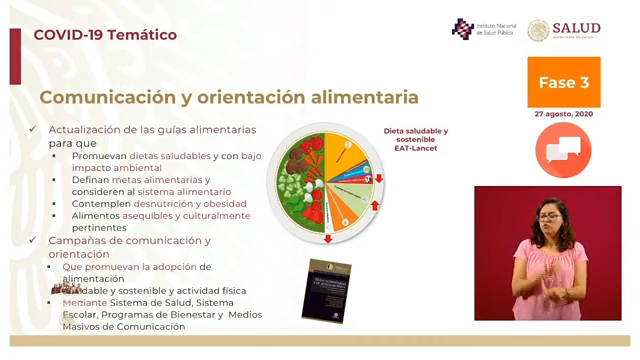 COVID-19 Temático
Instituto Nacional
de Salud Pública
SALUD
SECRETARÍA DE SALUD
Fase 3
27 agosto, 2020
Comunicación y orientación alimentaria
✓ Actualización de las guías alimentarias
para que
▪ Promuevan dietas saludables y con bajo
impacto ambiental
▪ Definan metas alimentarias y
consideren al sistema alimentario
▪ Contemplen desnutrición y obesidad
▪ Alimentos asequibles y culturalmente
pertinentes
✓ Campañas de comunicación y
orientación
▪ Que promuevan la adopción de
alimentación
saludable y sostenible y actividad física
▪ Mediante Sistema de Salud, Sistema
Escolar, Programas de Bienestar y Medios
Masivos de Comunicación
Dieta saludable y
sostenible
EAT-Lancet